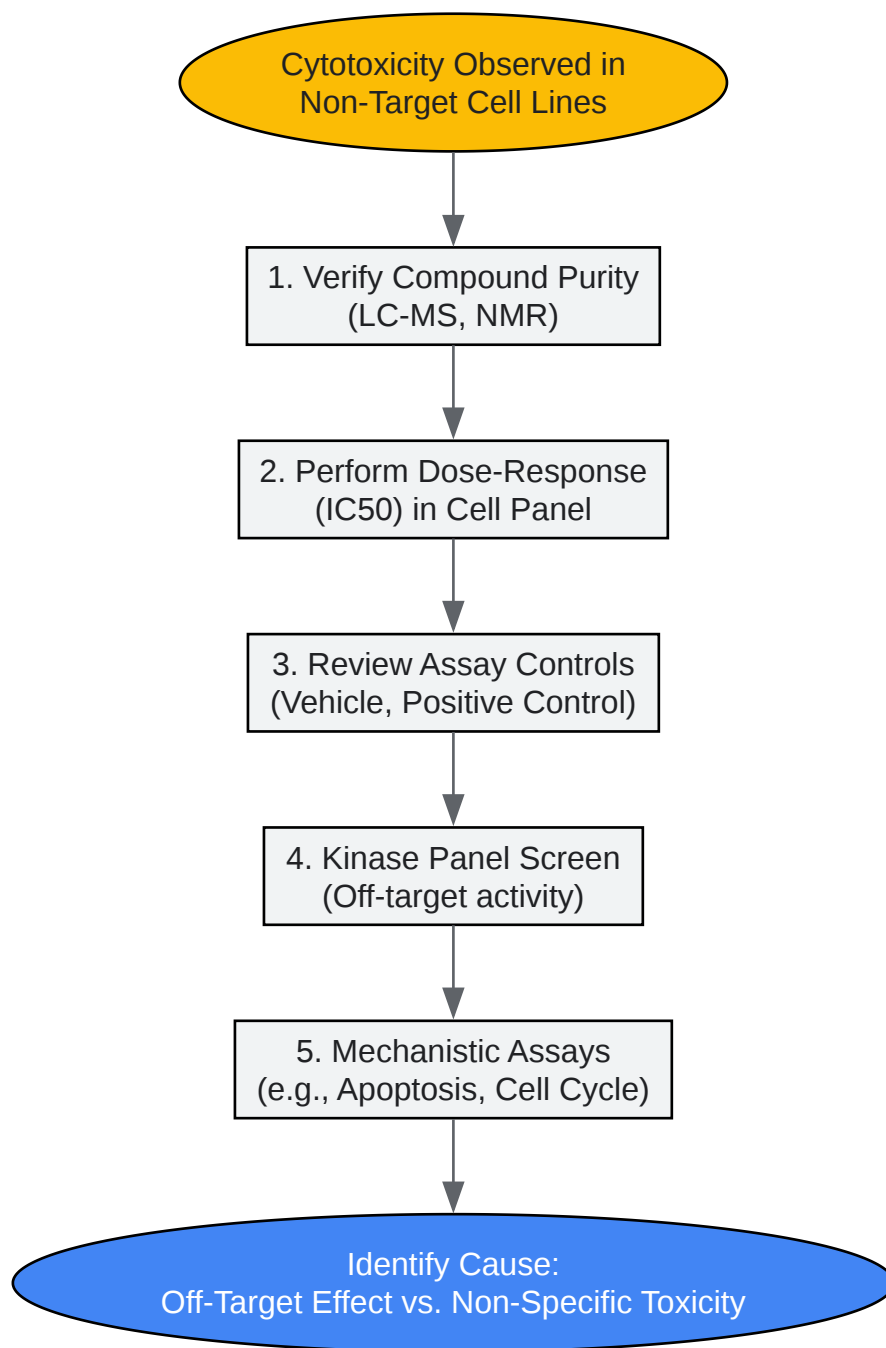 Cytotoxicity Observed in
Non-Target Cell Lines
1. Verify Compound Purity
(LC-MS, NMR)
2. Perform Dose-Response
(IC50) in Cell Panel
3. Review Assay Controls
(Vehicle, Positive Control)
4. Kinase Panel Screen
(Off-target activity)
5. Mechanistic Assays
(e.g., Apoptosis, Cell Cycle)
Identify Cause:
Off-Target Effect vs. Non-Specific Toxicity